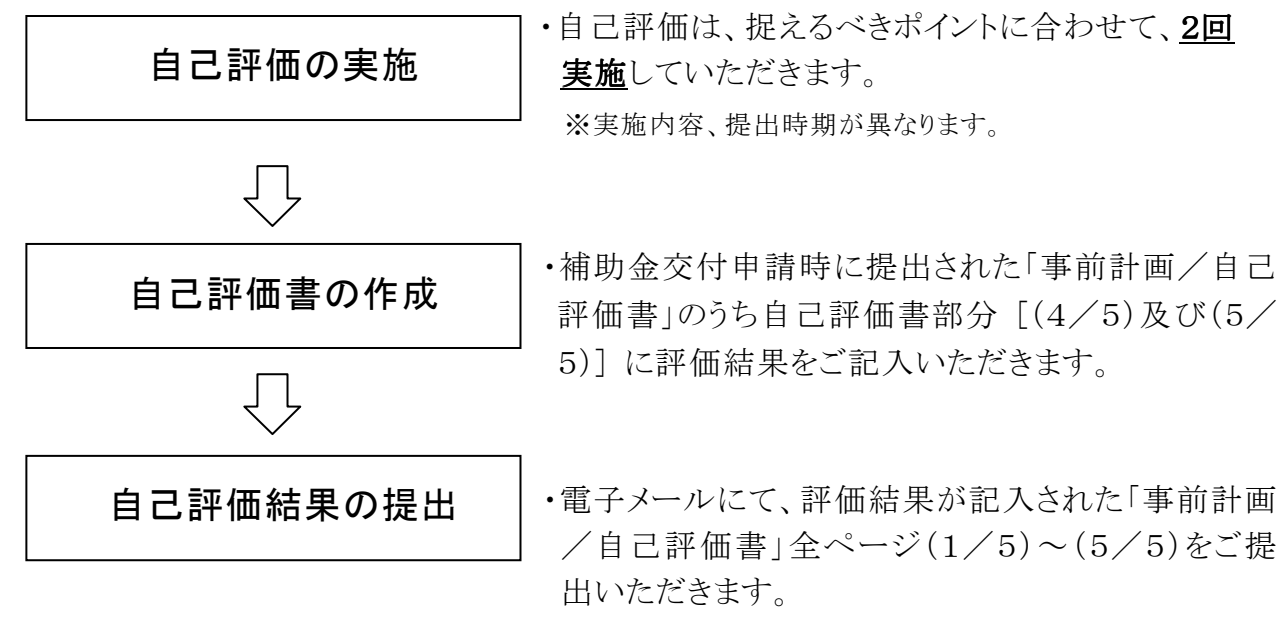 自己評価の実施
・自己評価は、捉えるべきポイントに合わせて、2回
実施していただきます。
※実施内容、提出時期が異なります。
自己評価書の作成
・補助金交付申請時に提出された「事前計画／自己
評価書」のうち自己評価書部分［(4／5)及び(5／
5)］に評価結果をご記入いただきます。
自己評価結果の提出
・電子メールにて、評価結果が記入された「事前計画
／自己評価書」全ページ(1／5)～(5／5)をご提
出いただきます。